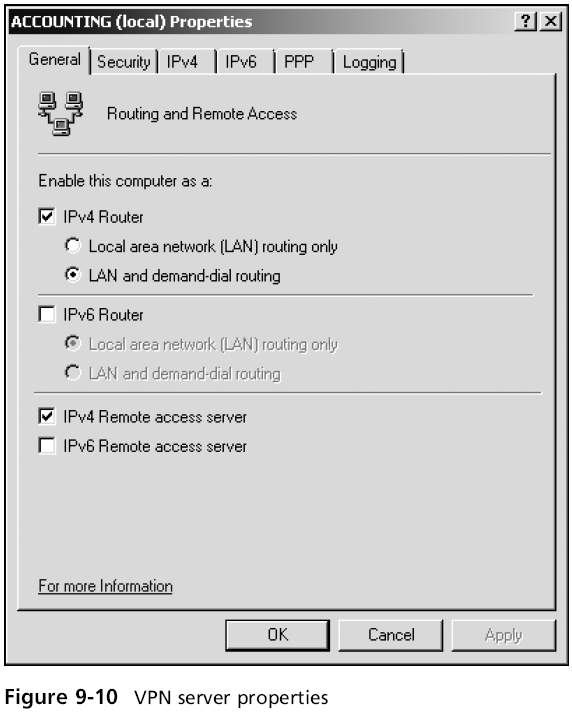 ACCOUNTING (local) Properties
General Security IPv4 IPv6 PPP Logging
Routing and Remote Access
Enable this computer as a:
IPv4 Router
Local area network (LAN) routing only
LAN and demand-dial routing
IPv6 Router
Local area network (LAN) routing only
LAN and demand-dial routing
IPv4 Remote access server
IPv6 Remote access server
For more Information
OK Cancel Apply
Figure 9-10 VPN server properties